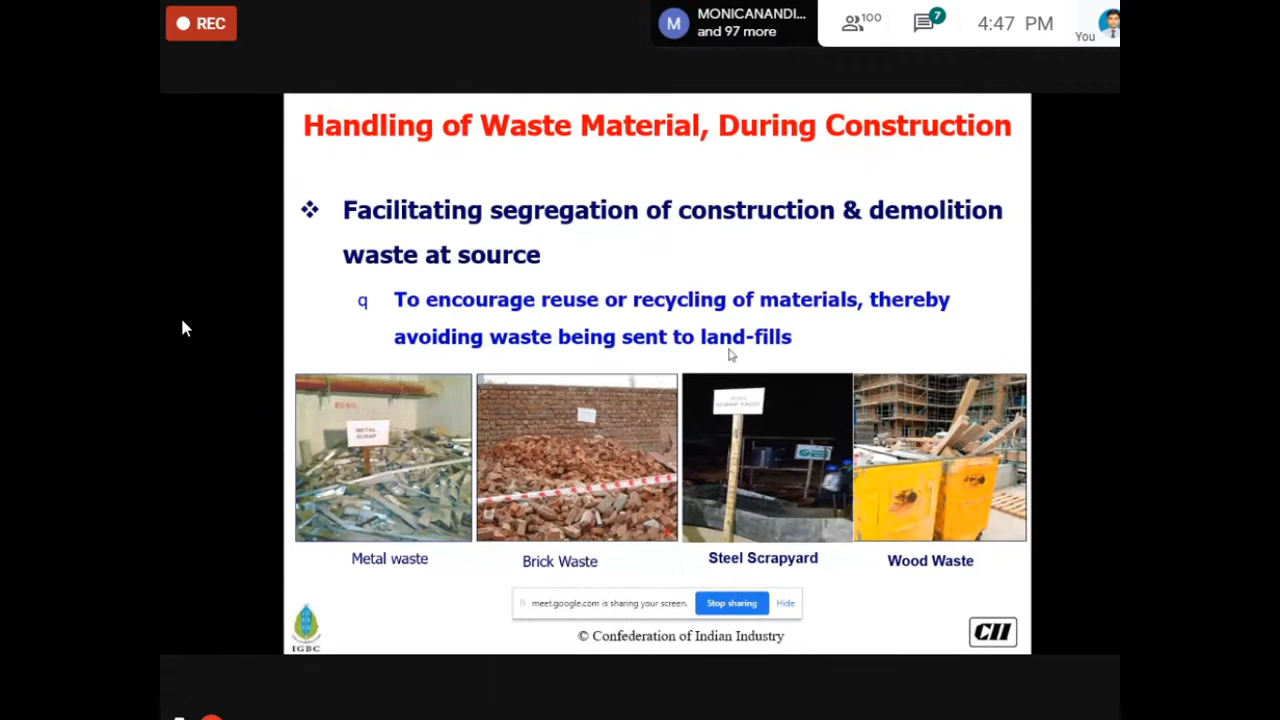 REC
M
MONICANANDI...
and 97 more
100
7
4:47 PM
You
Handling of Waste Material, During Construction
❖ Facilitating segregation of construction & demolition
waste at source
q To encourage reuse or recycling of materials, thereby
avoiding waste being sent to land-fills
METAL
SCRAP
Metal waste
Brick Waste
Steel Scrapyard
Wood Waste
meet.google.com is sharing your screen.
Stop sharing
Hide
IGBC
© Confederation of Indian Industry
CII